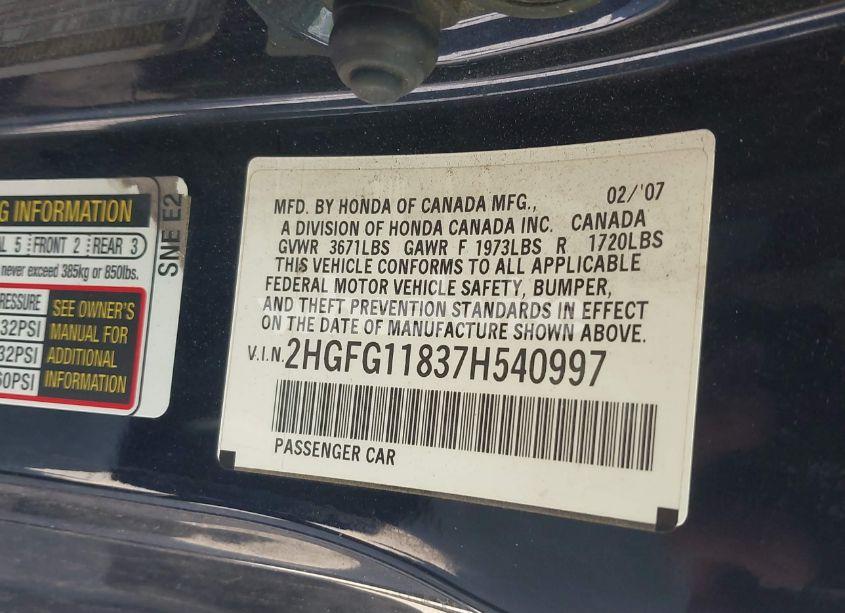 G INFORMATION
L 5 FRONT 2 REAR 3
never exceed 385kg or 850lbs.
RESSURE
32PSI
32PSI
60PSI
SEE OWNER'S
MANUAL FOR
ADDITIONAL
INFORMATION
SNE E2
MFD. BY HONDA OF CANADA MFG., 02/'07
A DIVISION OF HONDA CANADA INC. CANADA
GVWR 3671LBS GAWR F 1973LBS R 1720LBS
THIS VEHICLE CONFORMS TO ALL APPLICABLE
FEDERAL MOTOR VEHICLE SAFETY, BUMPER,
AND THEFT PREVENTION STANDARDS IN EFFECT
ON THE DATE OF MANUFACTURE SHOWN ABOVE.
V.I.N. 2HGFG11837H540997
PASSENGER CAR